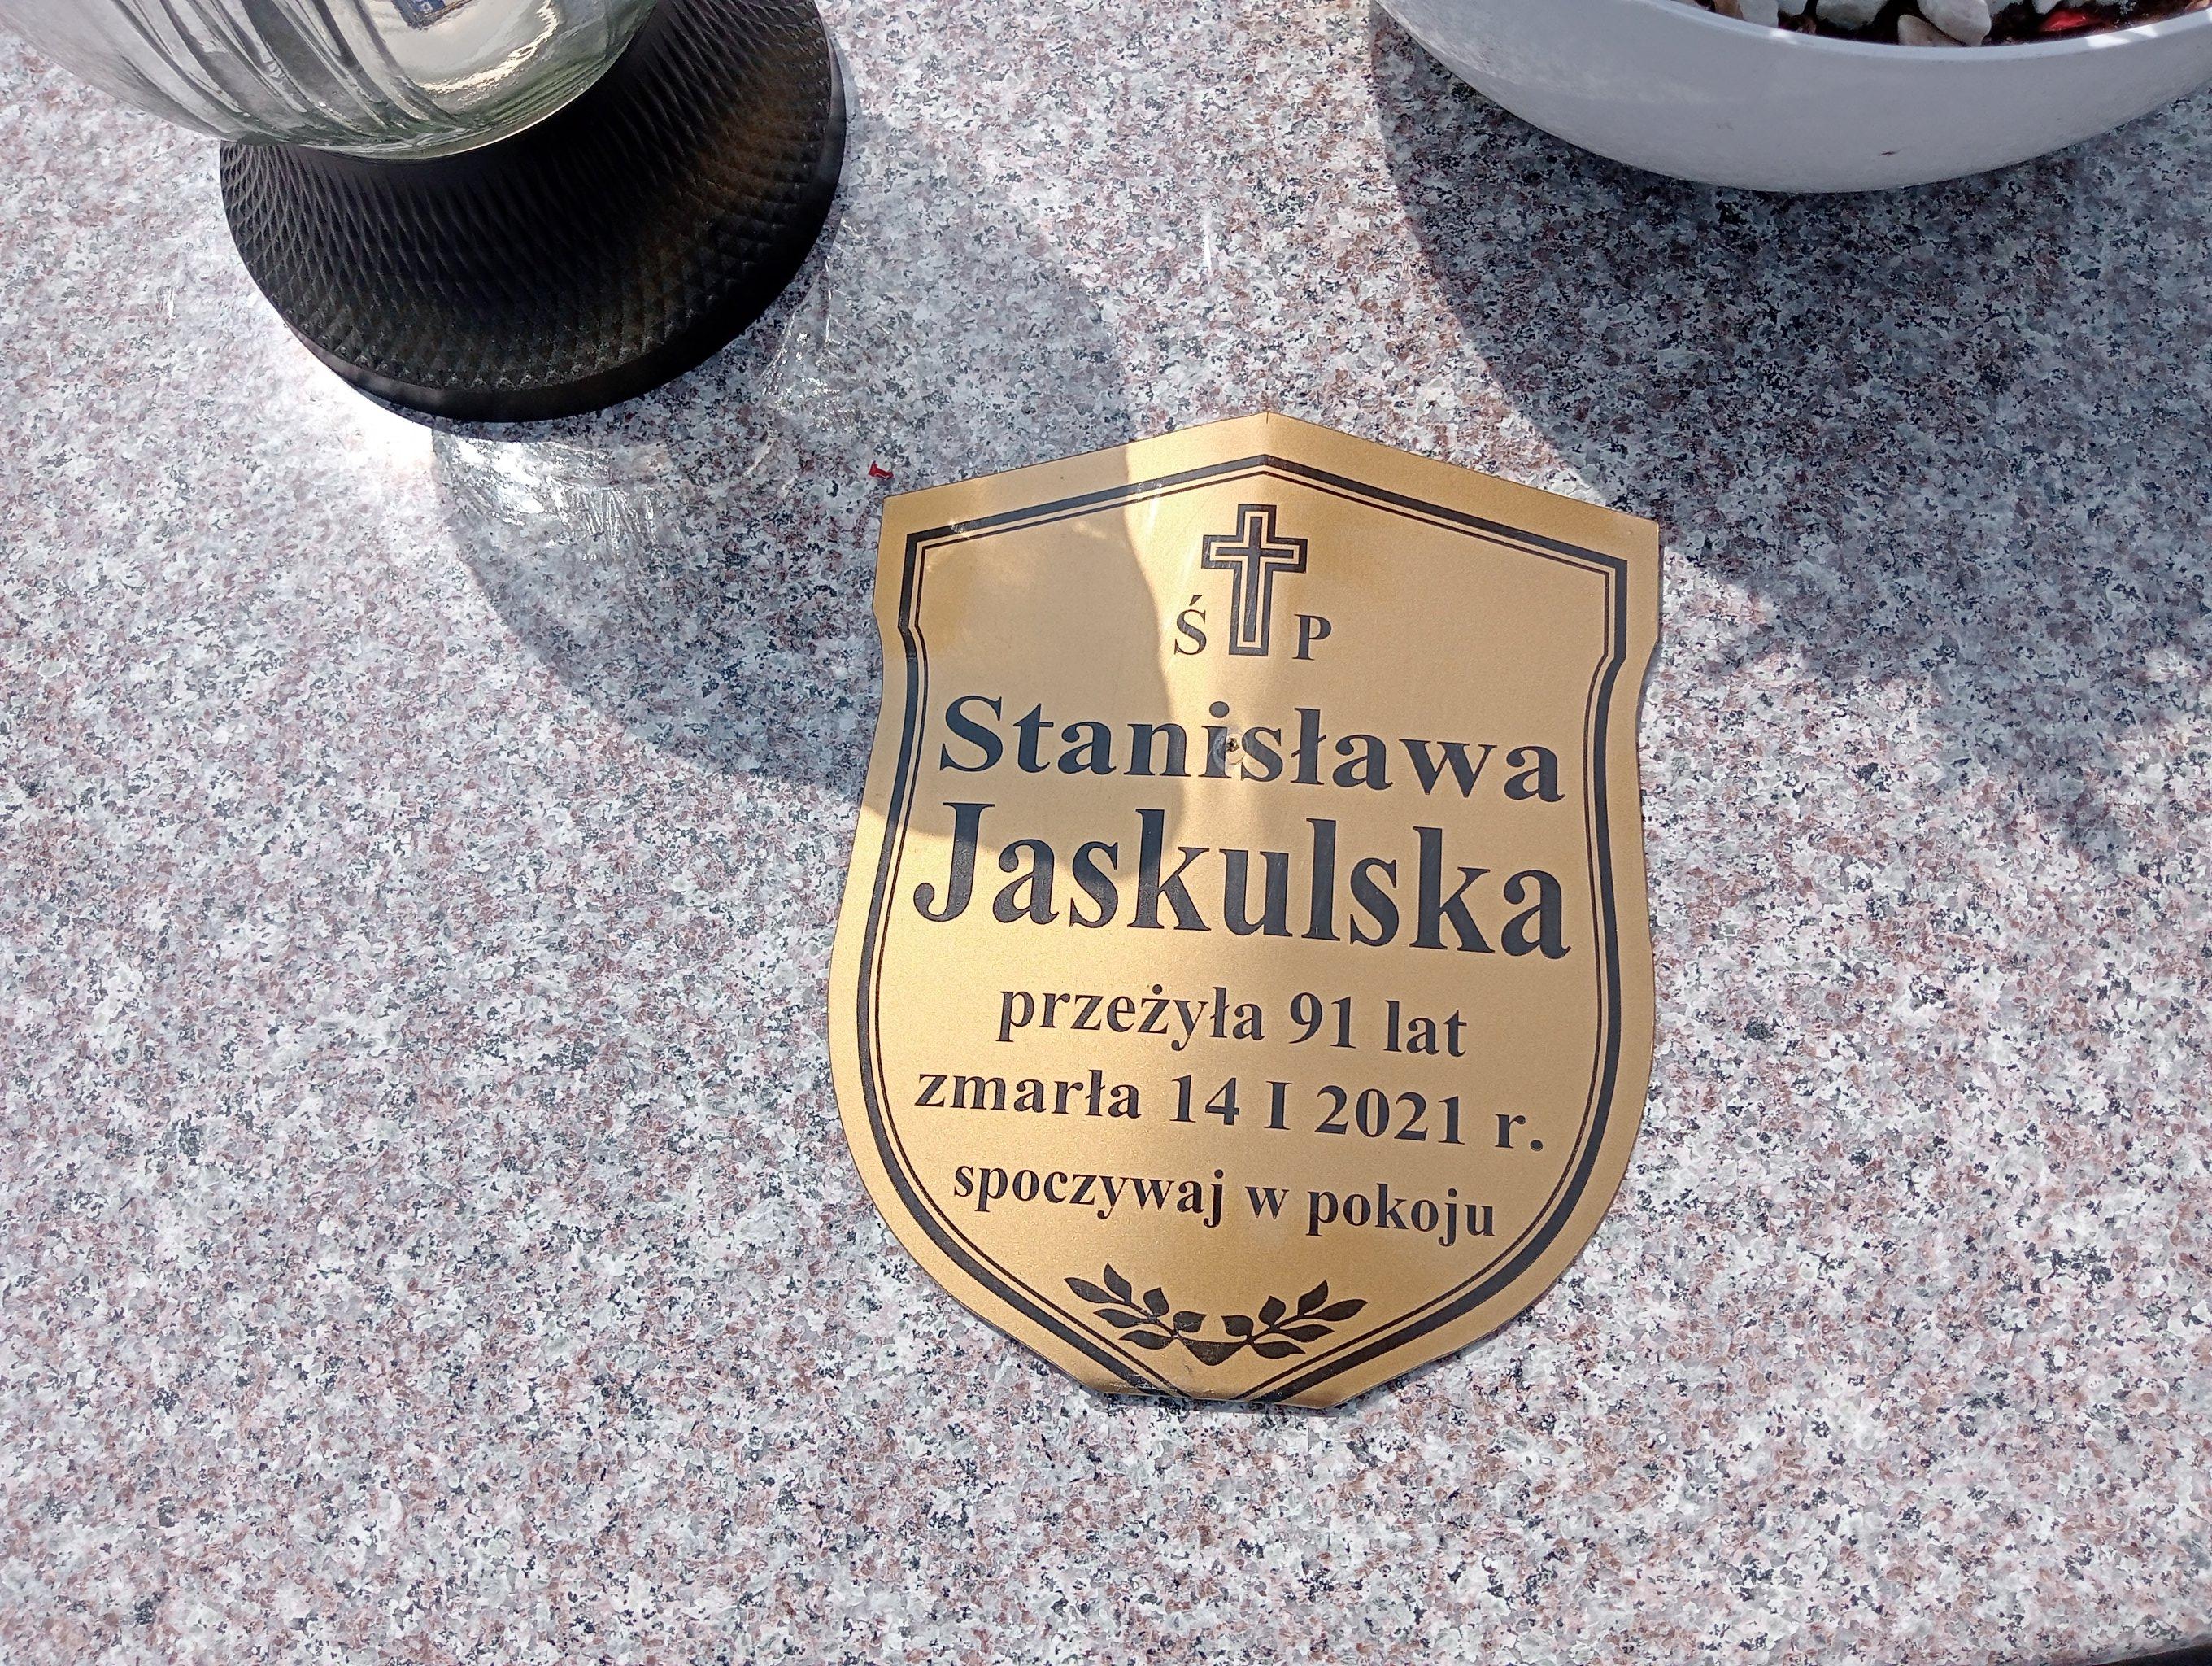 Ś P
Stanisława
Jaskulska
przeżyła 91 lat
zmarła 14 I 2021 r.
spoczywaj w pokoju